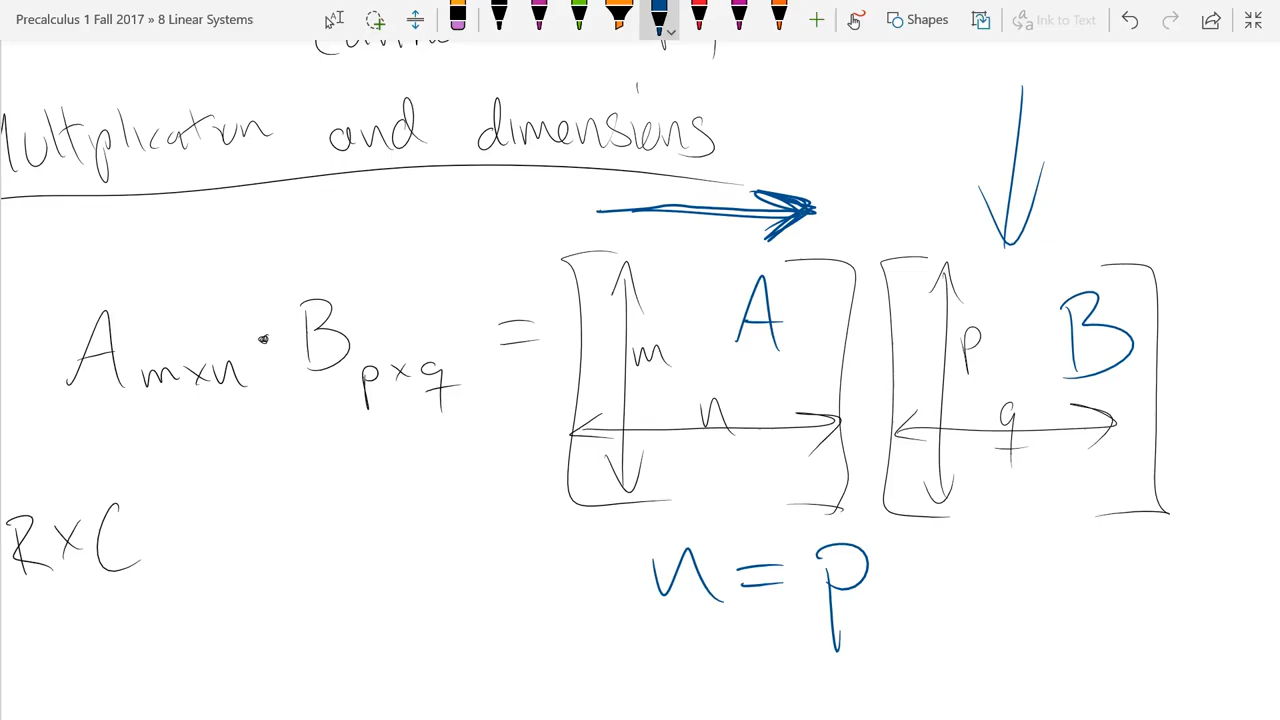 Precalculus 1 Fall 2017 » 8 Linear Systems
Shapes
Ink to Text
Multiplication and dimensions
A m×n · B p×q = [ m n A ] [ p q B ]
R×C
n = p